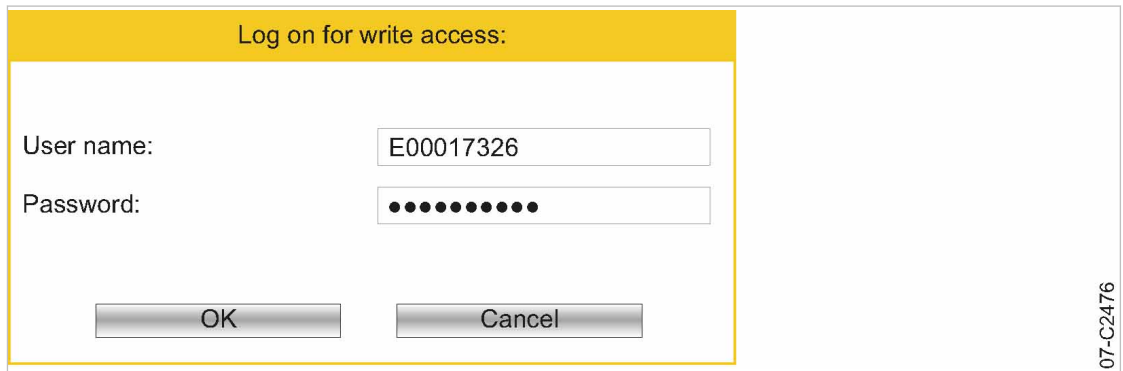 Log on for write access:
User name: E00017326
Password: ●●●●●●●●●●
OK Cancel
07-C2476